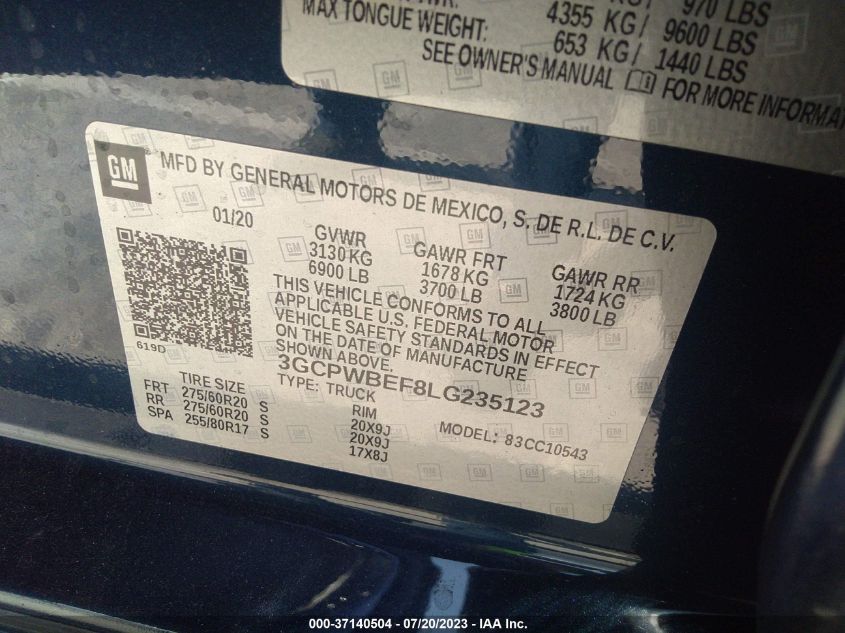 970 LBS
4355 KG/ 9600 LBS
MAX TONGUE WEIGHT: 653 KG/ 1440 LBS
SEE OWNER'S MANUAL FOR MORE INFORMA
GM
MFD BY GENERAL MOTORS DE MEXICO, S. DE R.L. DE C.V.
01/20
GVWR GAWR FRT GAWR RR
3130 KG 1678 KG 1724 KG
6900 LB 3700 LB 3800 LB
THIS VEHICLE CONFORMS TO ALL
APPLICABLE U.S. FEDERAL MOTOR
VEHICLE SAFETY STANDARDS IN EFFECT
ON THE DATE OF MANUFACTURE
SHOWN ABOVE.
619D
3GCPWBEF8LG235123
TYPE: TRUCK
MODEL: 83CC10543
TIRE SIZE RIM
FRT 275/60R20 S 20X9J
RR 275/60R20 S 20X9J
SPA 255/80R17 S 17X8J
000-37140504 - 07/20/2023 - IAA Inc.